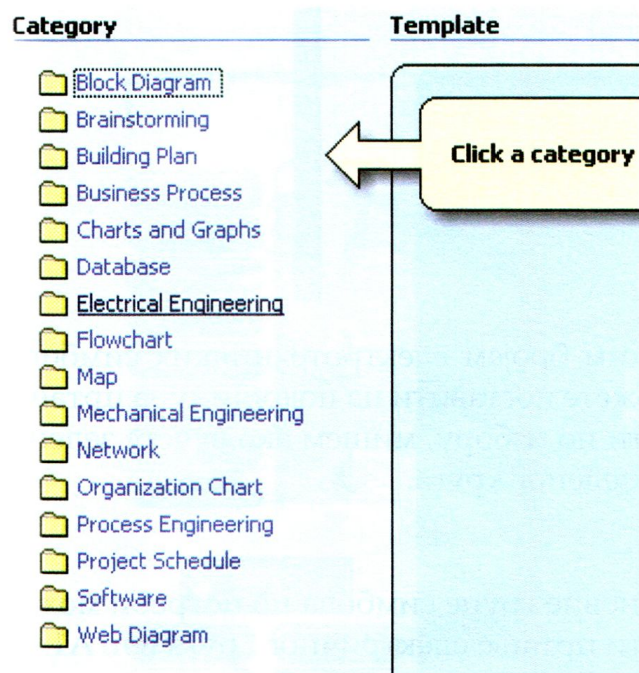 Category
Template
Block Diagram
Brainstorming
Building Plan
Click a category
Business Process
Charts and Graphs
Database
Electrical Engineering
Flowchart
Map
Mechanical Engineering
Network
Organization Chart
Process Engineering
Project Schedule
Software
Web Diagram